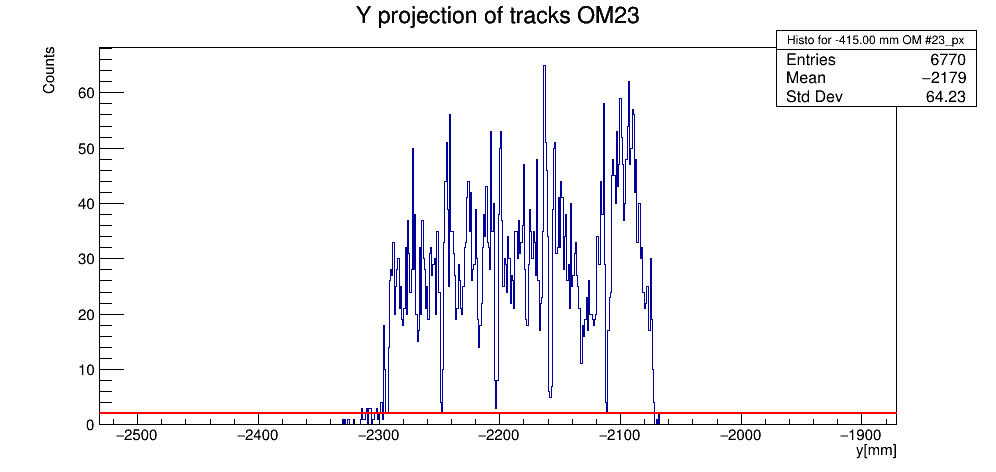 Y projection of tracks OM23
Histo for -415.00 mm OM #23_px
Entries 6770
Mean −2179
Std Dev 64.23
Counts
60
50
40
30
20
10
0
−2500 −2400 −2300 −2200 −2100 −2000 −1900
y[mm]